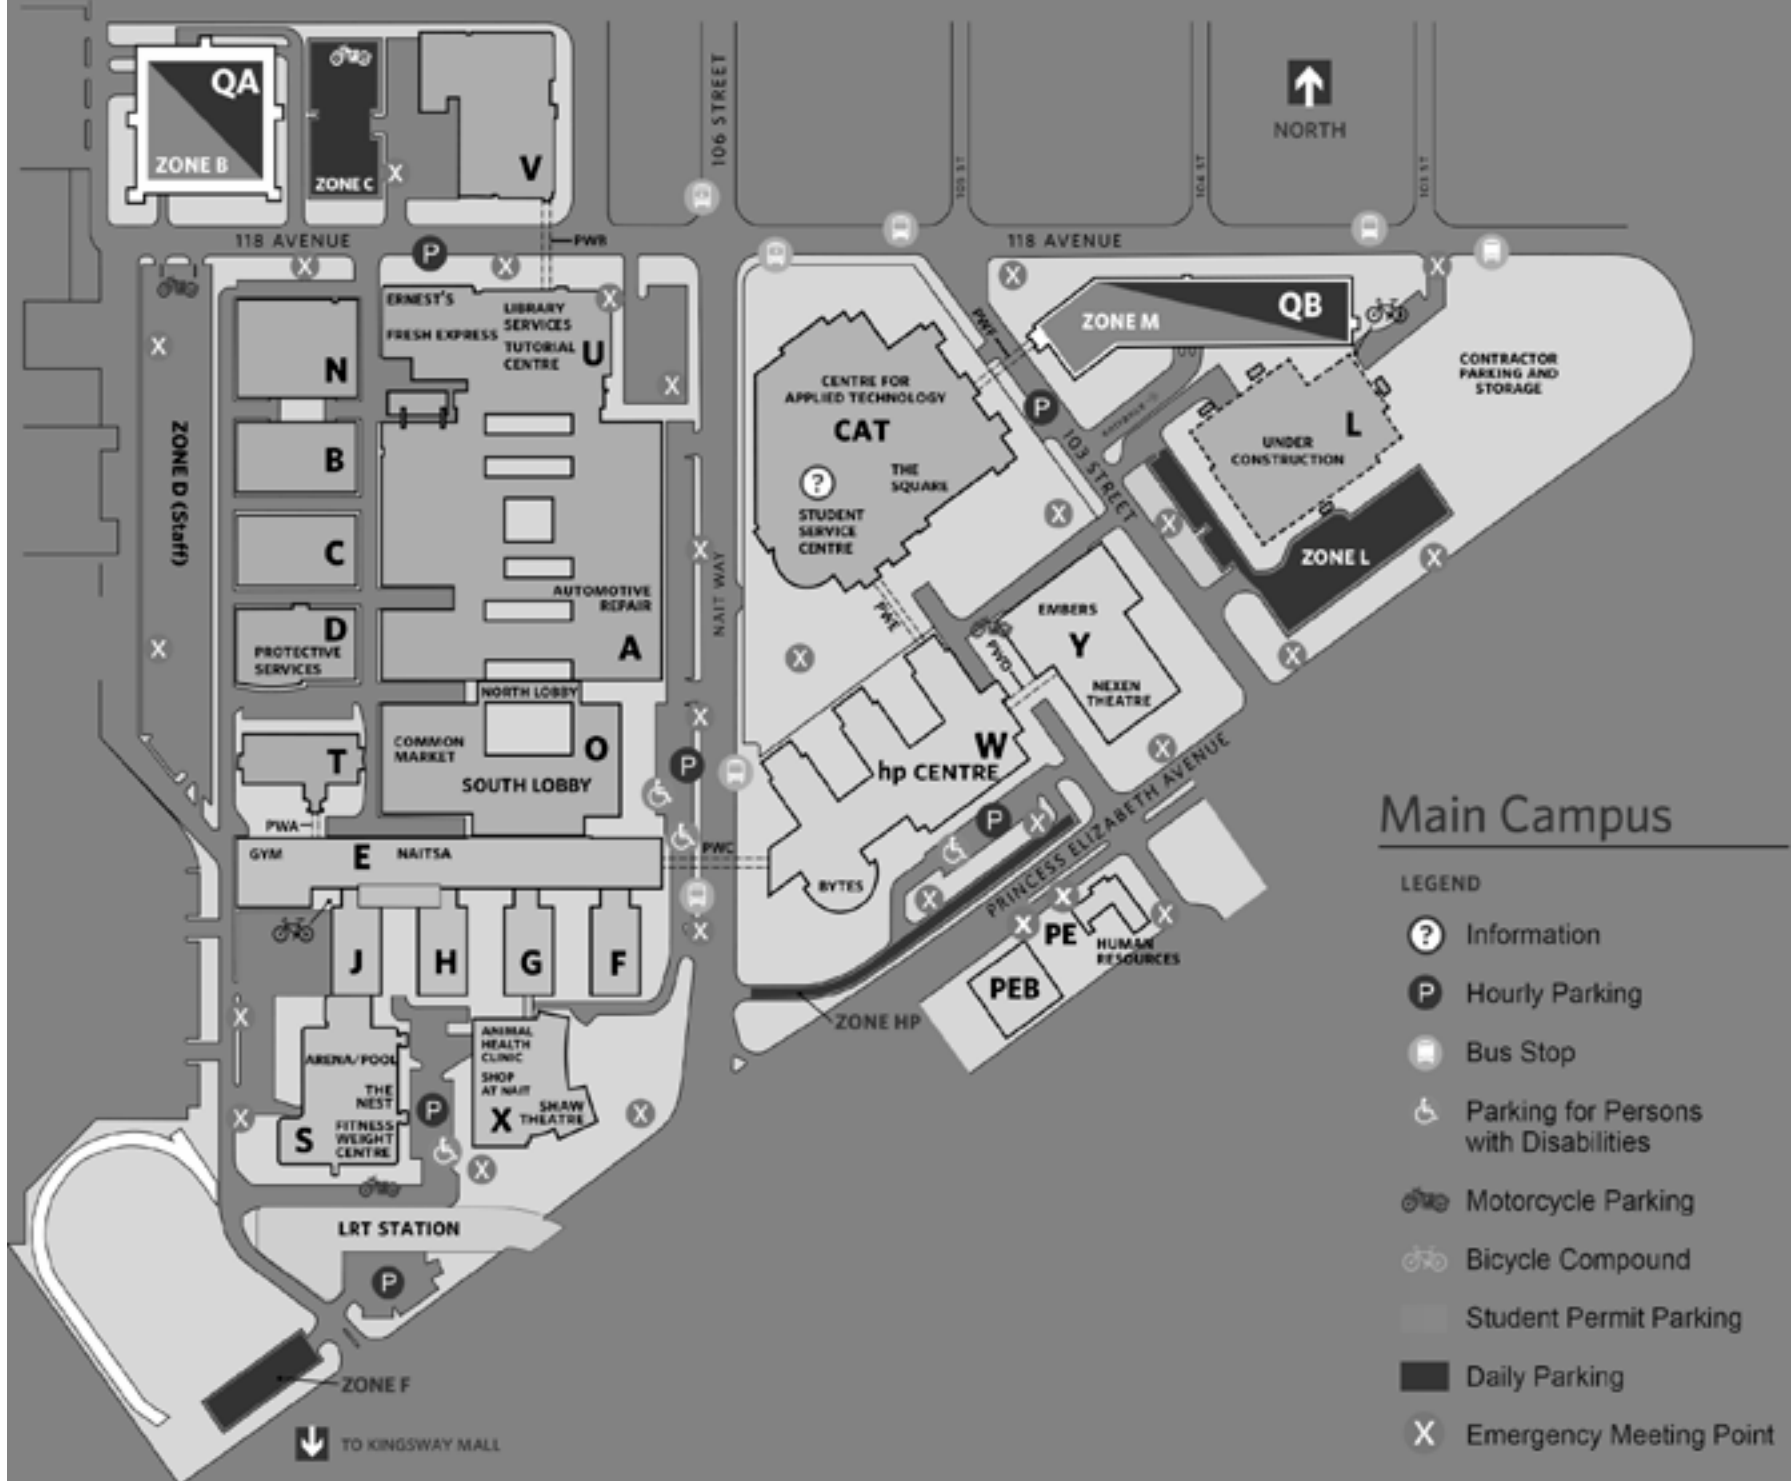 QA
ZONE B
ZONE C
V
106 STREET
105 ST
104 ST
103 ST
NORTH
118 AVENUE
P
PWB
118 AVENUE
ERNEST'S
FRESH EXPRESS
LIBRARY
SERVICES
TUTORIAL
CENTRE
U
N
B
C
D
PROTECTIVE
SERVICES
ZONE D (Staff)
AUTOMOTIVE
REPAIR
A
NAIT WAY
CENTRE FOR
APPLIED TECHNOLOGY
CAT
?
THE
SQUARE
STUDENT
SERVICE
CENTRE
PWF
ZONE M
QB
P
103 STREET
ENTRANCE
CONTRACTOR
PARKING AND
STORAGE
L
UNDER
CONSTRUCTION
ZONE L
PWE
PWD
EMBERS
Y
NEXEN
THEATRE
NORTH LOBBY
COMMON
MARKET
O
SOUTH LOBBY
T
PWA
GYM
E
NAITSA
PWC
P
W
hp CENTRE
BYTES
P
PRINCESS ELIZABETH AVENUE
PE
HUMAN
RESOURCES
PEB
ZONE HP
J
H
G
F
ARENA/POOL
THE
NEST
S
FITNESS
WEIGHT
CENTRE
ANIMAL
HEALTH
CLINIC
SHOP
AT NAIT
X
SHAW
THEATRE
P
LRT STATION
P
ZONE F
TO KINGSWAY MALL
Main Campus
LEGEND
? Information
P Hourly Parking
Bus Stop
Parking for Persons
with Disabilities
Motorcycle Parking
Bicycle Compound
Student Permit Parking
Daily Parking
X Emergency Meeting Point